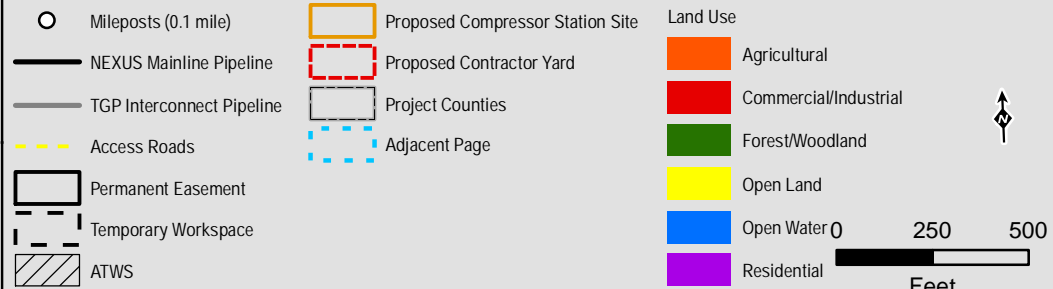 Mileposts (0.1 mile)
NEXUS Mainline Pipeline
TGP Interconnect Pipeline
Access Roads
Permanent Easement
Temporary Workspace
ATWS
Proposed Compressor Station Site
Proposed Contractor Yard
Project Counties
Adjacent Page
Land Use
Agricultural
Commercial/Industrial
Forest/Woodland
Open Land
Open Water
Residential
N
0 250 500
Feet